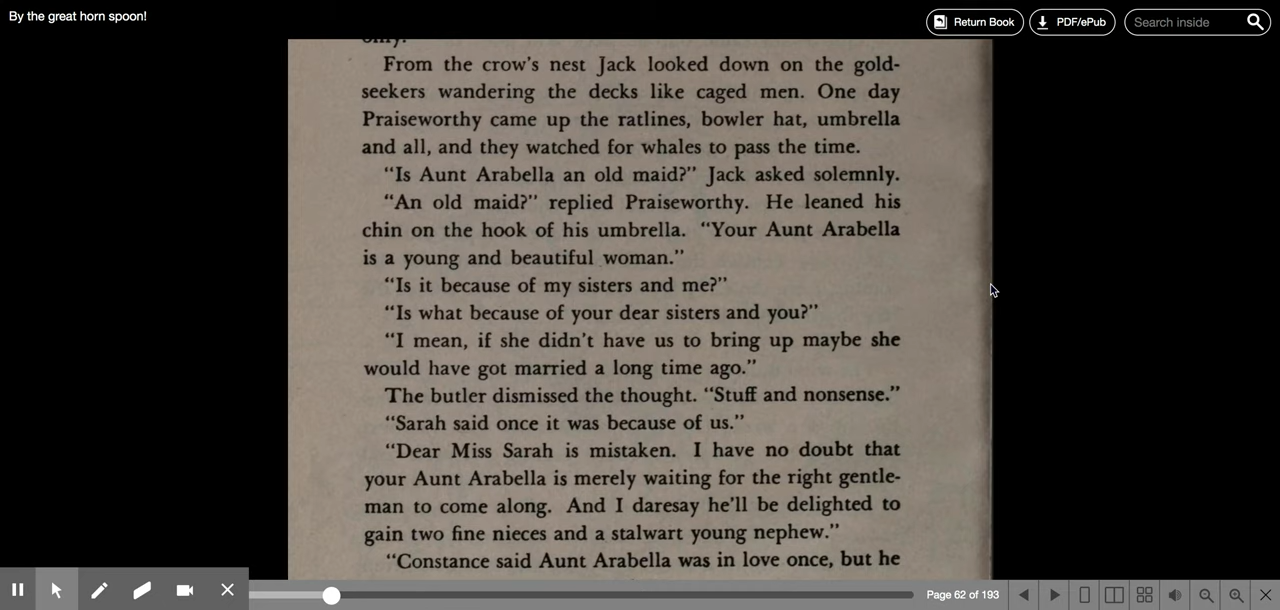 By the great horn spoon!
Return Book
PDF/ePub
Search inside
only.
From the crow's nest Jack looked down on the gold-
seekers wandering the decks like caged men. One day
Praiseworthy came up the ratlines, bowler hat, umbrella
and all, and they watched for whales to pass the time.
"Is Aunt Arabella an old maid?" Jack asked solemnly.
"An old maid?" replied Praiseworthy. He leaned his
chin on the hook of his umbrella. "Your Aunt Arabella
is a young and beautiful woman."
"Is it because of my sisters and me?"
"Is what because of your dear sisters and you?"
"I mean, if she didn't have us to bring up maybe she
would have got married a long time ago."
The butler dismissed the thought. "Stuff and nonsense."
"Sarah said once it was because of us."
"Dear Miss Sarah is mistaken. I have no doubt that
your Aunt Arabella is merely waiting for the right gentle-
man to come along. And I daresay he'll be delighted to
gain two fine nieces and a stalwart young nephew."
"Constance said Aunt Arabella was in love once, but he
Page 62 of 193